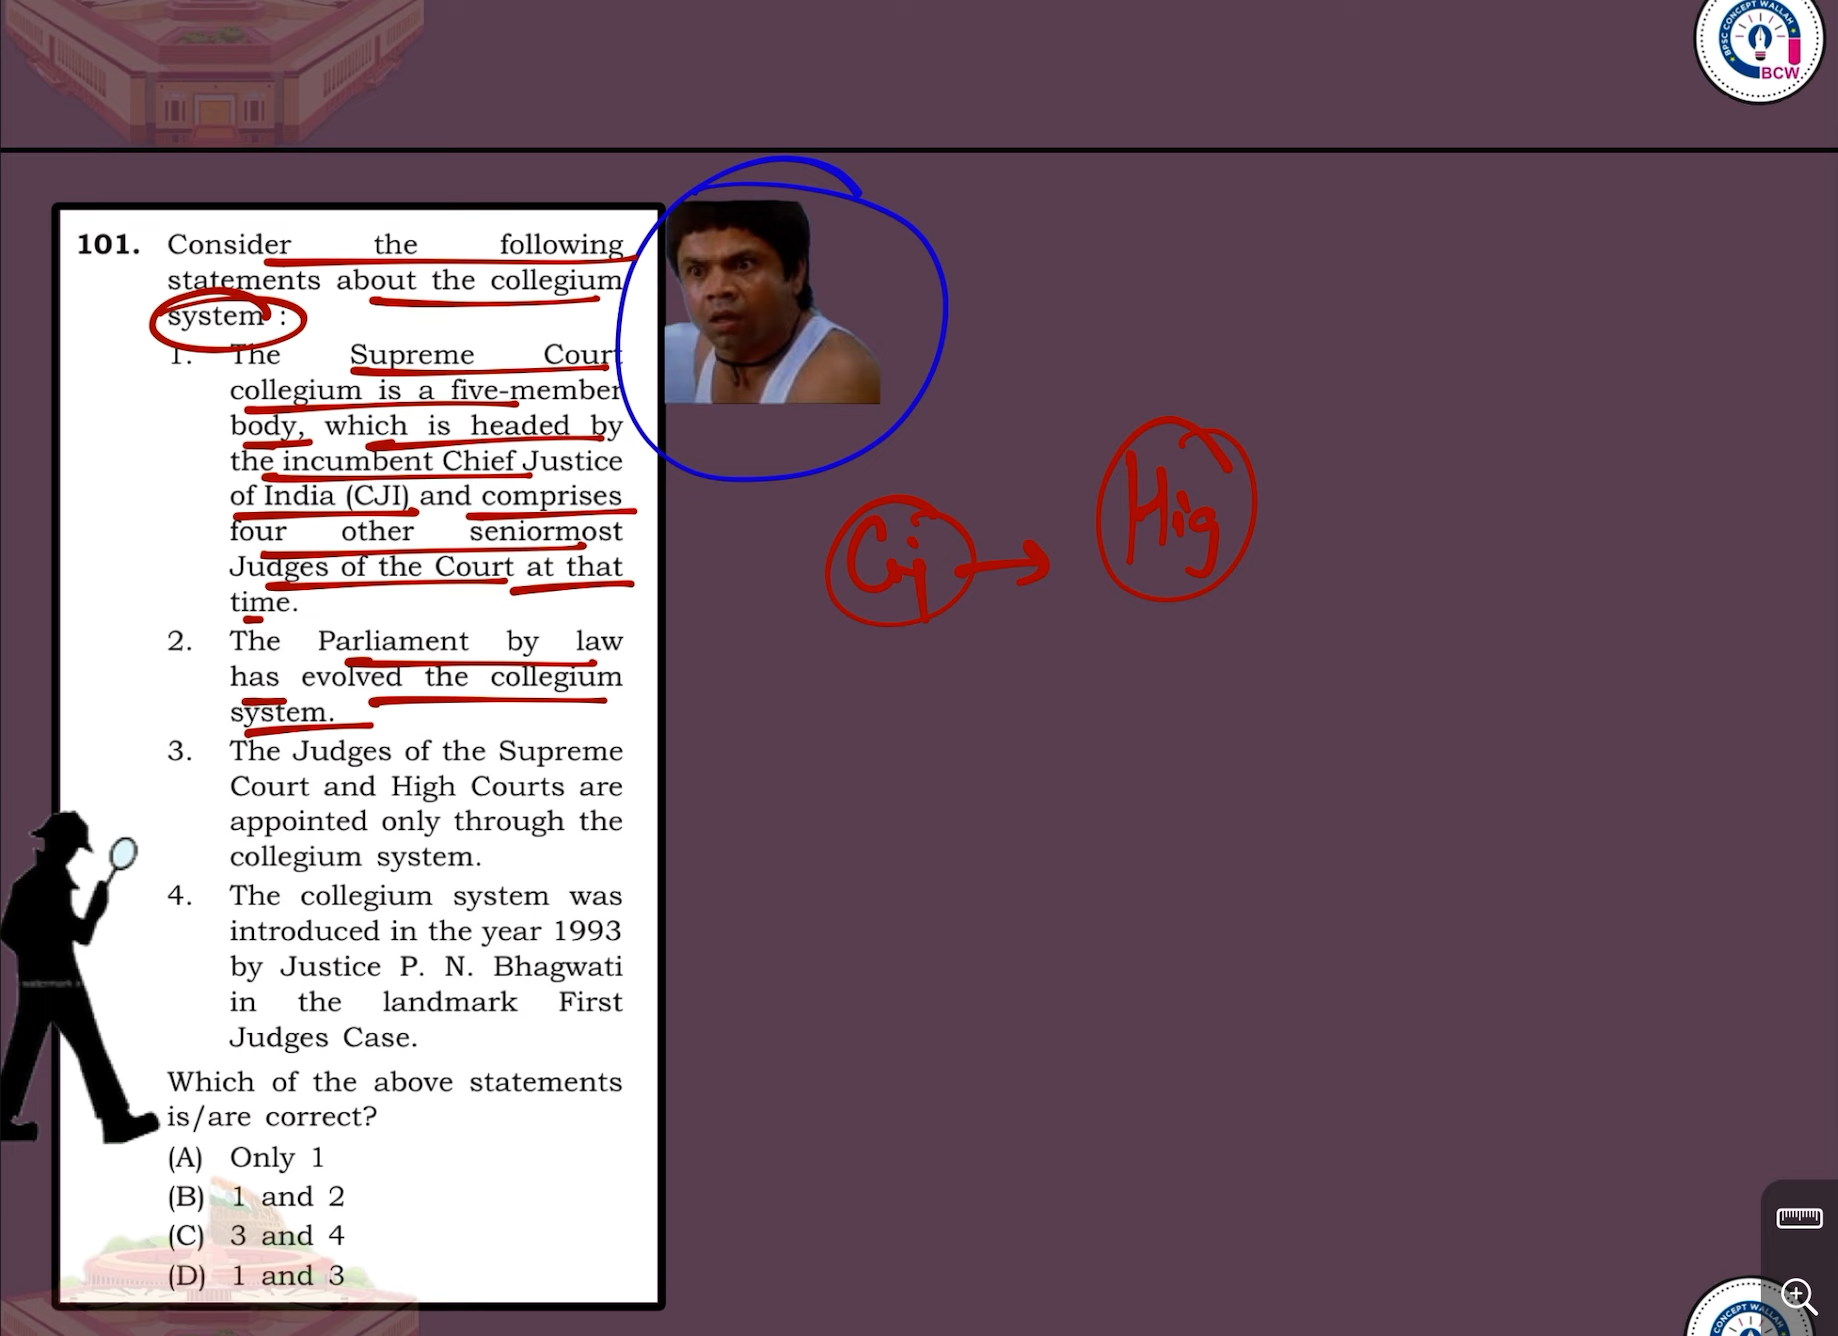 BPSC CONCEPT WALLAH
BCW
101. Consider the following
statements about the collegium
system :
1. The Supreme Court
collegium is a five-member
body, which is headed by
the incumbent Chief Justice
of India (CJI) and comprises
four other seniormost
Judges of the Court at that
time.
2. The Parliament by law
has evolved the collegium
system.
3. The Judges of the Supreme
Court and High Courts are
appointed only through the
collegium system.
4. The collegium system was
introduced in the year 1993
by Justice P. N. Bhagwati
in the landmark First
Judges Case.
Which of the above statements
is/are correct?
(A) Only 1
(B) 1 and 2
(C) 3 and 4
(D) 1 and 3
Hig
CONCEPT WALLAH